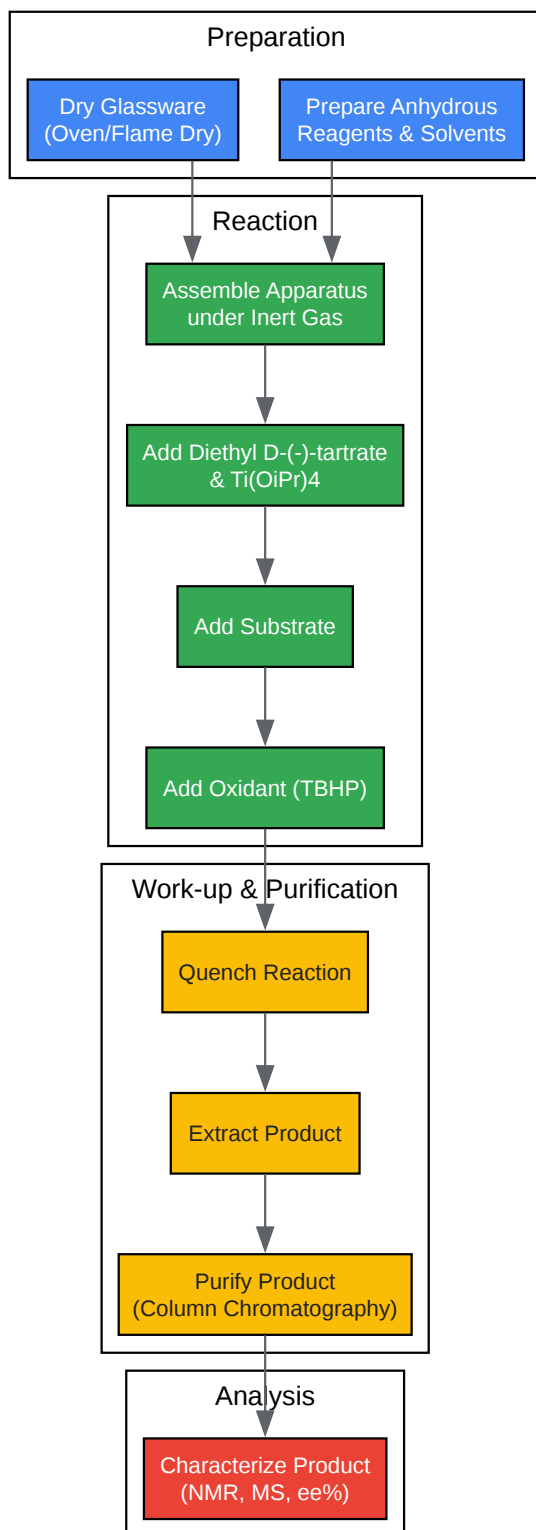 Preparation
Dry Glassware
(Oven/Flame Dry)
Prepare Anhydrous
Reagents & Solvents
Reaction
Assemble Apparatus
under Inert Gas
Add Diethyl D-(-)-tartrate
& Ti(OiPr)4
Add Substrate
Add Oxidant (TBHP)
Work-up & Purification
Quench Reaction
Extract Product
Purify Product
(Column Chromatography)
Analysis
Characterize Product
(NMR, MS, ee%)